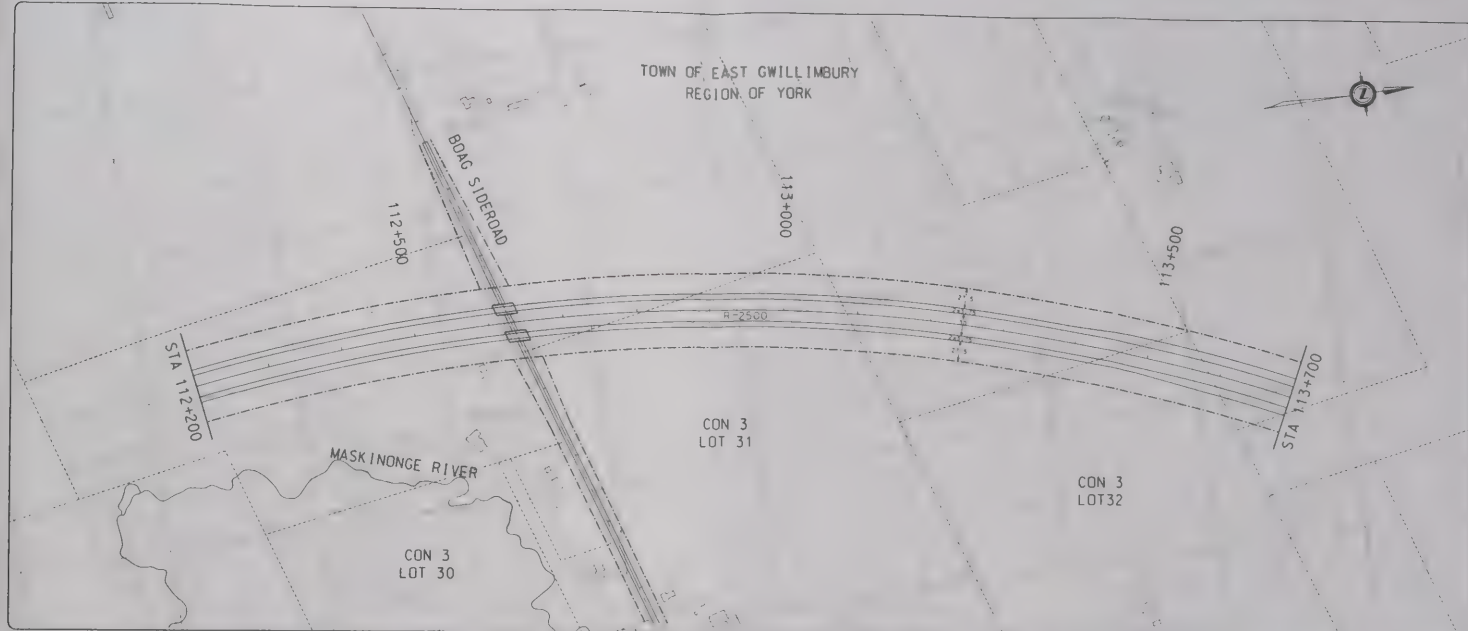 TOWN OF EAST GWILLIMBURY
REGION OF YORK
Z
BOAG SIDEROAD
112+500
113+000
113+500
R-2500
STA 112+200
STA 113+700
MASKINONGE RIVER
CON 3
LOT 31
CON 3
LOT32
CON 3
LOT 30